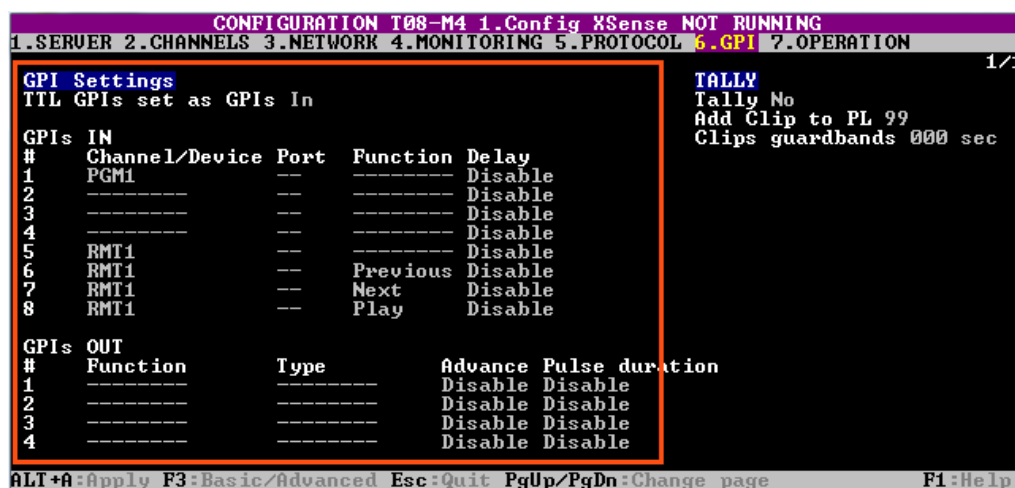 CONFIGURATION T08-M4 1.Config XSense NOT RUNNING
1.SERVER 2.CHANNELS 3.NETWORK 4.MONITORING 5.PROTOCOL 6.GPI 7.OPERATION
1/1
GPI Settings
TTL GPIs set as GPIs In
GPIs IN
# Channel/Device Port Function Delay
1 PGM1 -- -------- Disable
2 -------- -- -------- Disable
3 -------- -- -------- Disable
4 -------- -- -------- Disable
5 RMT1 -- -------- Disable
6 RMT1 -- Previous Disable
7 RMT1 -- Next Disable
8 RMT1 -- Play Disable
GPIs OUT
# Function Type Advance Pulse duration
1 -------- -------- Disable Disable
2 -------- -------- Disable Disable
3 -------- -------- Disable Disable
4 -------- -------- Disable Disable
TALLY
Tally No
Add Clip to PL 99
Clips guardbands 000 sec
ALT+A:Apply F3:Basic/Advanced Esc:Quit PgUp/PgDn:Change page F1:Help